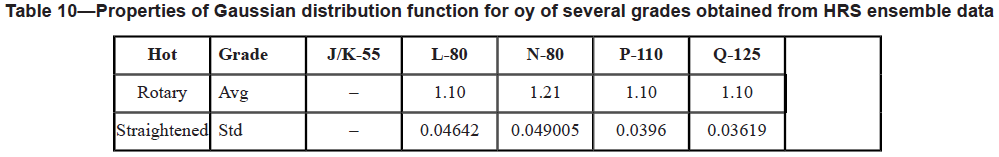 Table 10—Properties of Gaussian distribution function for oy of several grades obtained from HRS ensemble data
Hot Grade J/K-55 L-80 N-80 P-110 Q-125
Rotary Avg – 1.10 1.21 1.10 1.10
Straightened Std – 0.04642 0.049005 0.0396 0.03619